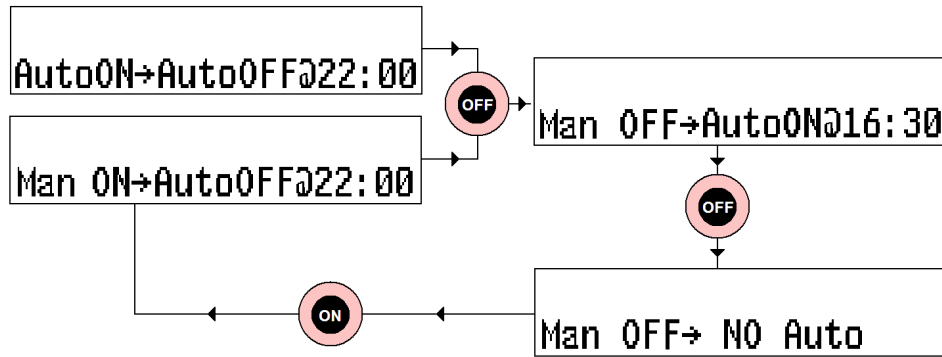 AutoON→AutoOFF@22:00
OFF
Man OFF→AutoON@16:30
Man ON→AutoOFF@22:00
OFF
ON
Man OFF→ NO Auto